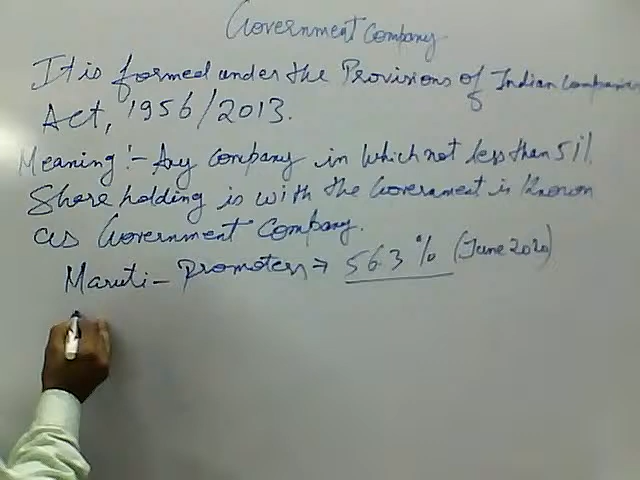 Government Company
It is formed under the Provisions of Indian Companies
Act, 1956/2013.
Meaning:- Any Company in which not less than 51%
Shareholding is with the Government is Known
as Government Company.
Maruti - Promoters → 56.3% (June 2020)